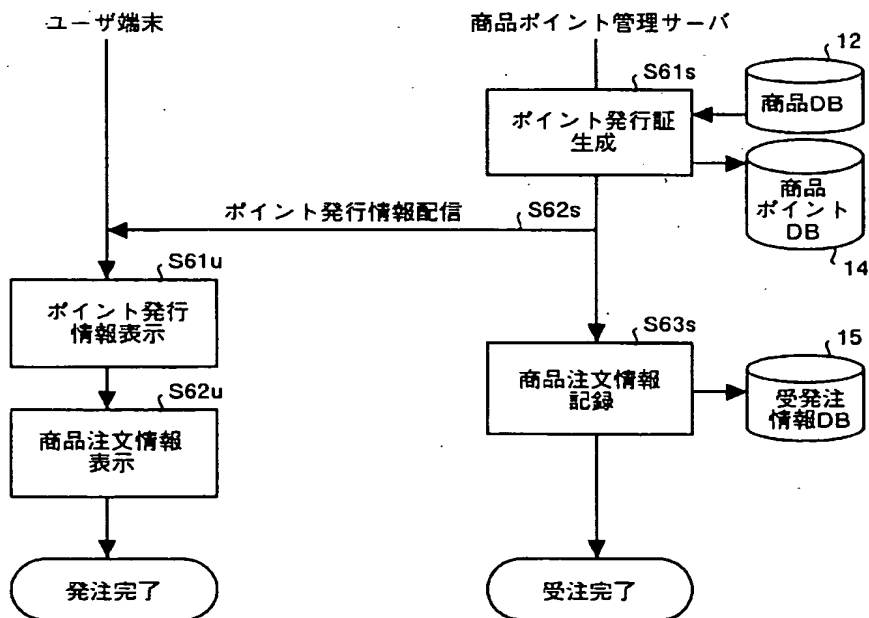 ユーザ端末
商品ポイント管理サーバ
S61s
12
ポイント発行証
生成
商品DB
商品
ポイント
DB
14
ポイント発行情報配信
S62s
S61u
ポイント発行
情報表示
S63s
商品注文情報
記録
15
受発注
情報DB
S62u
商品注文情報
表示
発注完了
受注完了